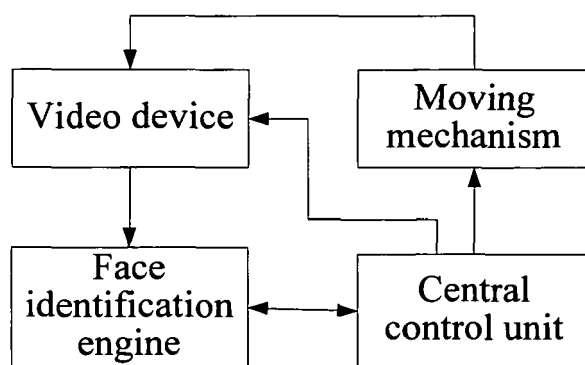 Video device
Moving
mechanism
Face
identification
engine
Central
control unit